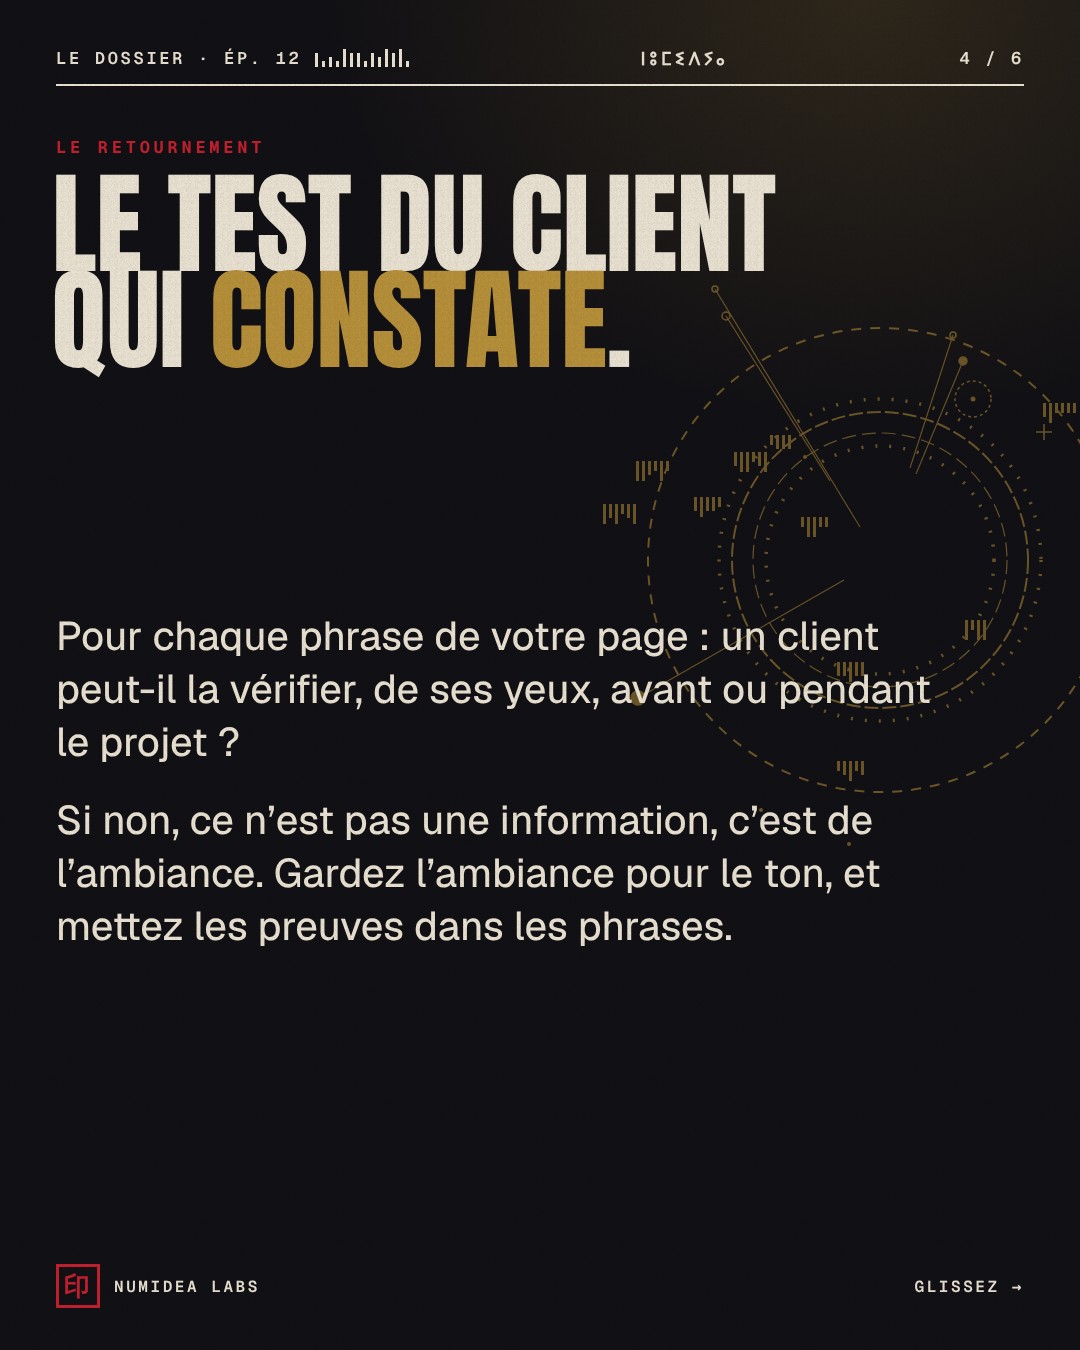 LE DOSSIER · ÉP. 12
ⵏⵓⵎⵉⴷⵢⴰ
4 / 6
LE RETOURNEMENT
LE TEST DU CLIENT
QUI CONSTATE.
Pour chaque phrase de votre page : un client
peut-il la vérifier, de ses yeux, avant ou pendant
le projet ?
Si non, ce n’est pas une information, c’est de
l’ambiance. Gardez l’ambiance pour le ton, et
mettez les preuves dans les phrases.
印 NUMIDEA LABS
GLISSEZ →